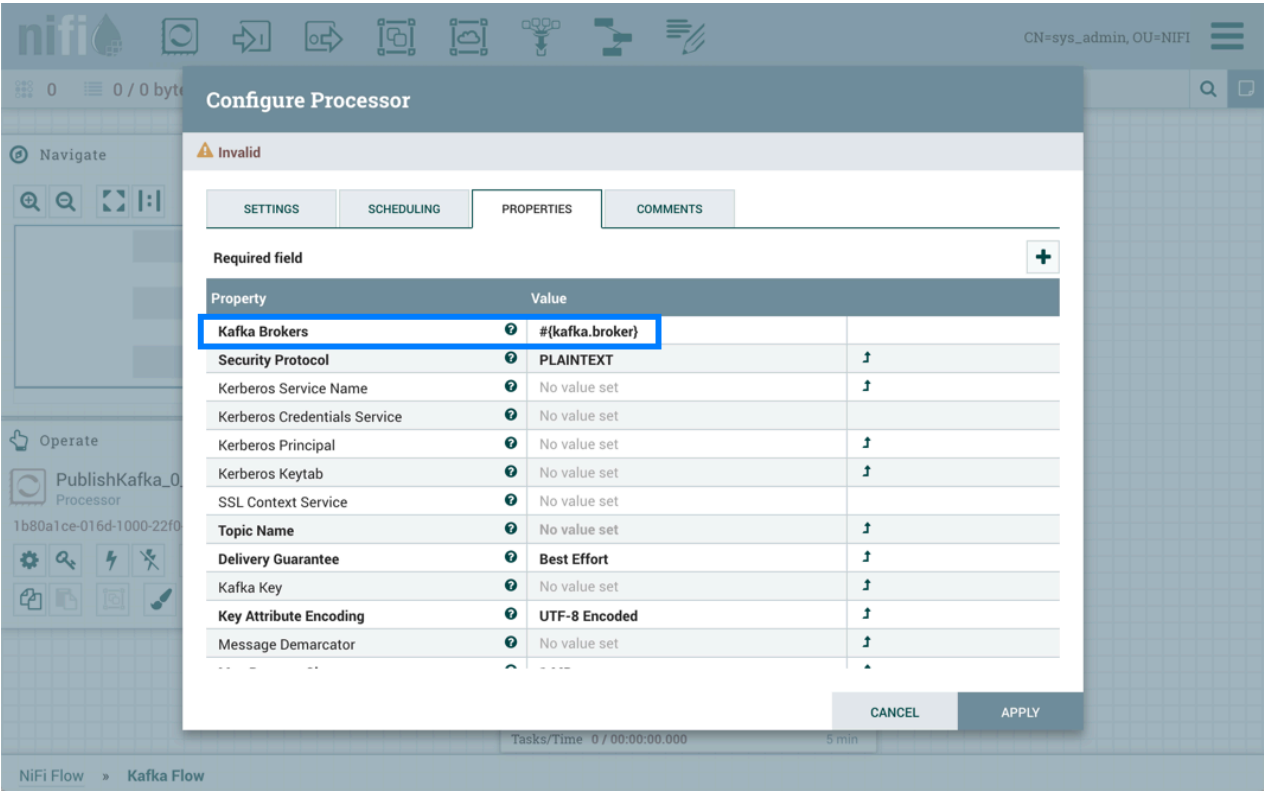 nifi
CN=sys_admin, OU=NIFI
0 0 / 0 byte
Configure Processor
Navigate
Invalid
SETTINGS SCHEDULING PROPERTIES COMMENTS
Required field
Property Value
Kafka Brokers #{kafka.broker}
Security Protocol PLAINTEXT
Kerberos Service Name No value set
Kerberos Credentials Service No value set
Operate
Kerberos Principal No value set
Kerberos Keytab No value set
PublishKafka_0_
Processor
SSL Context Service No value set
1b80a1ce-016d-1000-22f0-
Topic Name No value set
Delivery Guarantee Best Effort
Kafka Key No value set
Key Attribute Encoding UTF-8 Encoded
Message Demarcator No value set
CANCEL APPLY
Tasks/Time 0 / 00:00:00.000 5 min
NiFi Flow » Kafka Flow